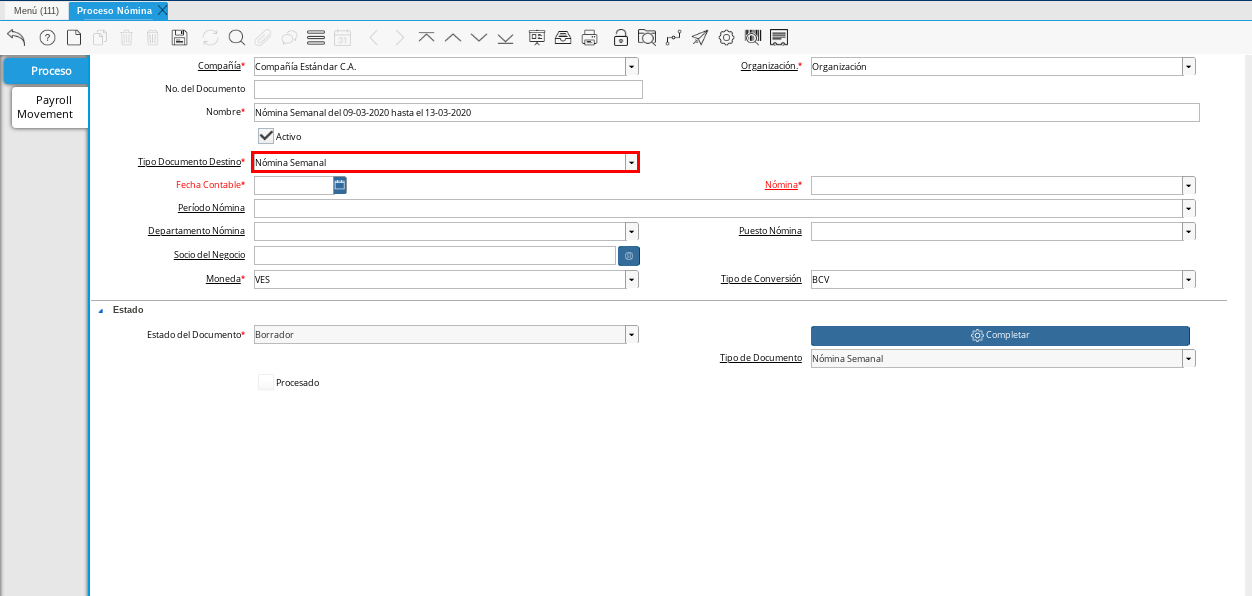 Menú (111) Proceso Nómina
31
Proceso
Payroll
Movement
Compañía* Compañía Estándar C.A. Organización.* Organización
No. del Documento
Nombre* Nómina Semanal del 09-03-2020 hasta el 13-03-2020
Activo
Tipo Documento Destino* Nómina Semanal
Fecha Contable* Nómina*
Período Nómina
Departamento Nómina Puesto Nómina
Socio del Negocio
Moneda* VES Tipo de Conversión BCV
Estado
Estado del Documento* Borrador Completar
Tipo de Documento Nómina Semanal
Procesado